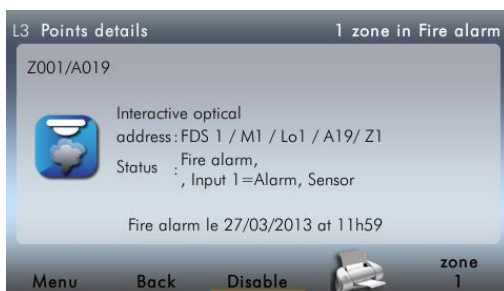 L3 Points details 1 zone in Fire alarm
Z001/A019
Interactive optical
address : FDS 1 / M1 / Lo1 / A19/ Z1
Status : Fire alarm,
, Input 1=Alarm, Sensor
Fire alarm le 27/03/2013 at 11h59
zone
Menu Back Disable 1